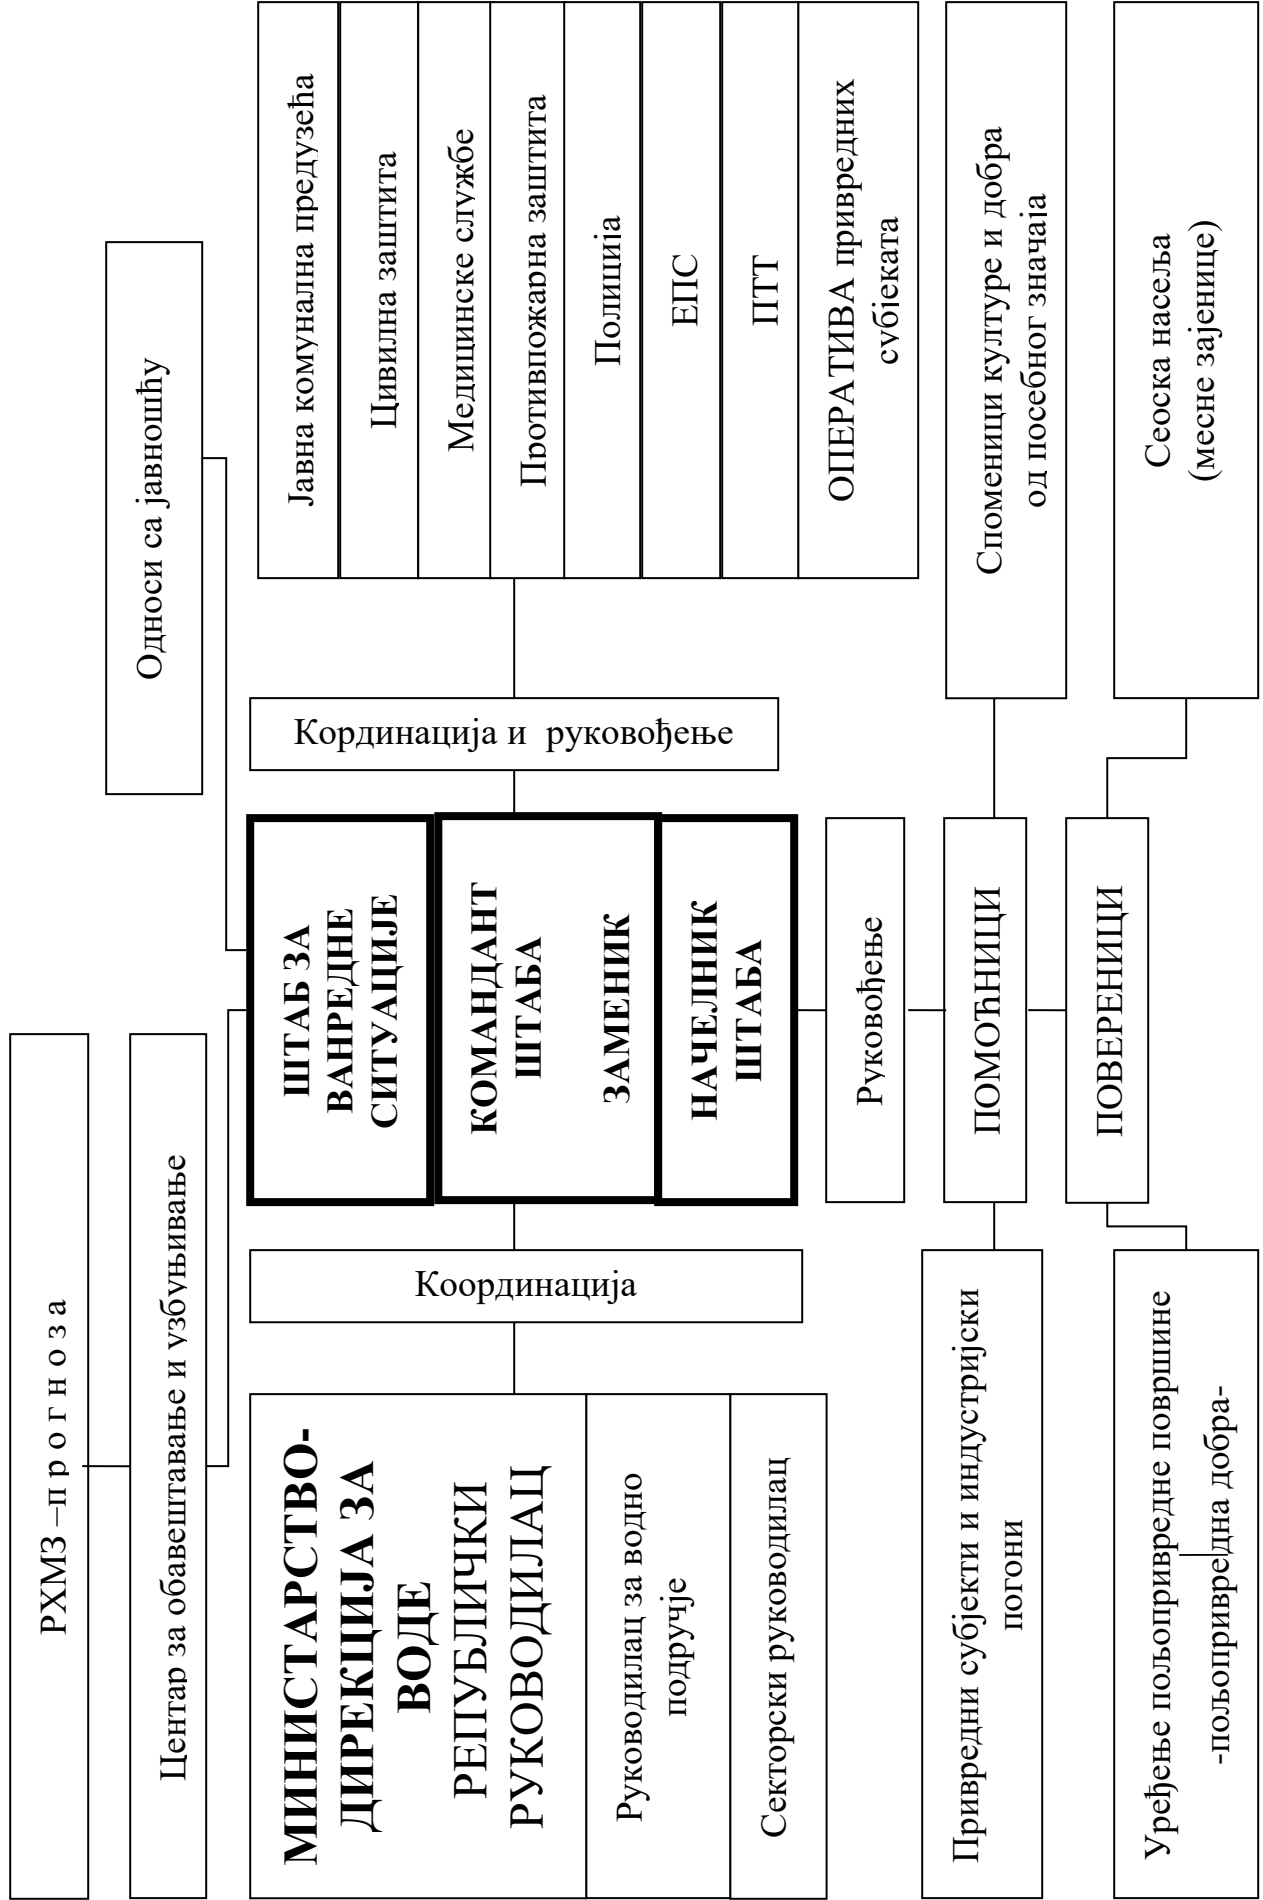 РХМЗ –п р о г н о з а
Центар за обавештавање и узбуњивање
Односи са јавношћу
МИНИСТАРСТВО-
ДИРЕКЦИЈА ЗА
ВОДЕ
РЕПУБЛИЧКИ
РУКОВОДИЛАЦ
Руководилац за водно
подручје
Секторски руководилац
Координација
ШТАБ ЗА
ВАНРЕДНЕ
СИТУАЦИЈЕ
КОМАНДАНТ
ШТАБА
ЗАМЕНИК
НАЧЕЛНИК
ШТАБА
Кординација и руковођење
Јавна комунална предузећа
Цивилна заштита
Медицинске службе
Противпожарна заштита
Полиција
ЕПС
ПТТ
ОПЕРАТИВА привредних
субјеката
Руковођење
Привредни субјекти и индустријски
погони
ПОМОЋНИЦИ
Споменици културе и добра
од посебног значаја
Уређење пољопривредне површине
-пољопривредна добра-
ПОВЕРЕНИЦИ
Сеоска насеља
(месне зајенице)